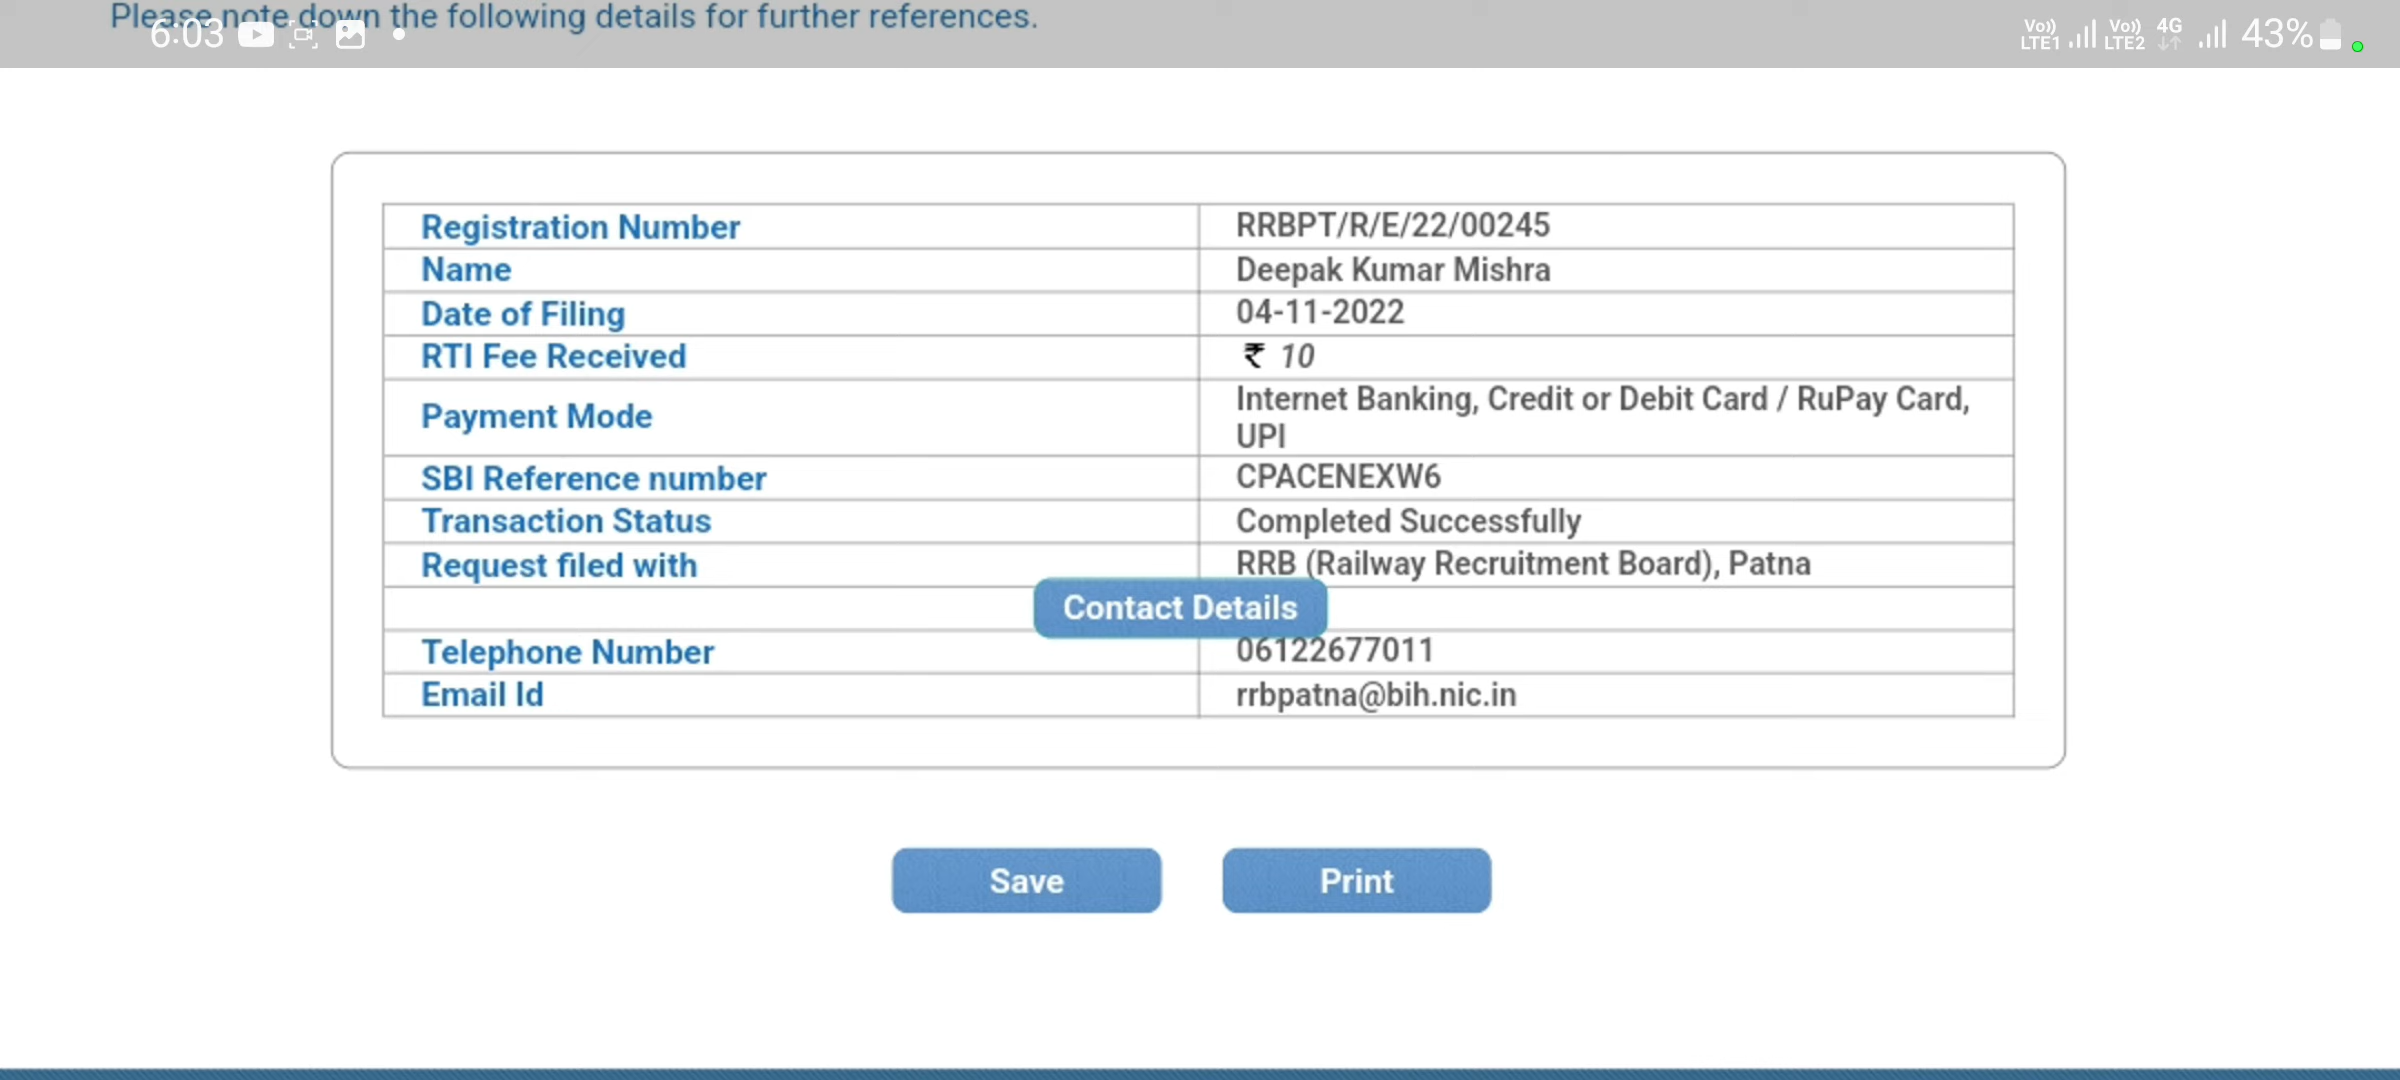 Please note down the following details for further references.
6:03
Vo)) LTE1 Vo)) LTE2 4G 43%
Registration Number RRBPT/R/E/22/00245
Name Deepak Kumar Mishra
Date of Filing 04-11-2022
RTI Fee Received ₹ 10
Payment Mode Internet Banking, Credit or Debit Card / RuPay Card,
UPI
SBI Reference number CPACENEXW6
Transaction Status Completed Successfully
Request filed with RRB (Railway Recruitment Board), Patna
Contact Details
Telephone Number 06122677011
Email Id rrbpatna@bih.nic.in
Save Print